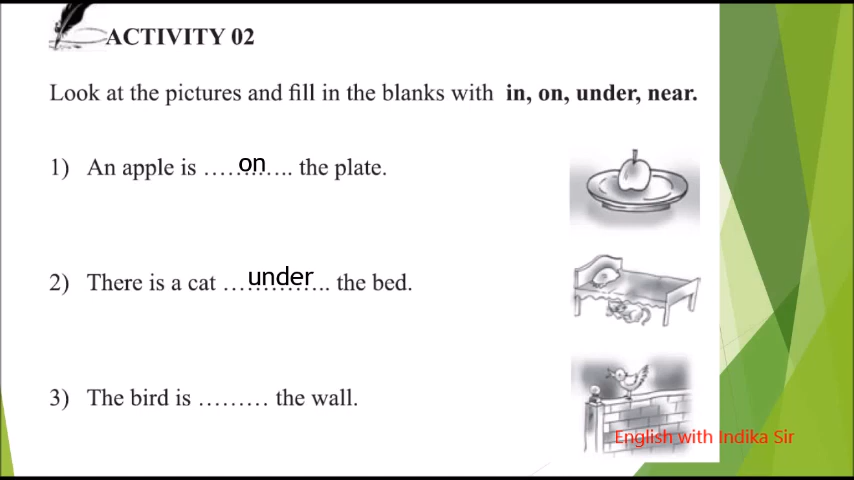 ACTIVITY 02
Look at the pictures and fill in the blanks with in, on, under, near.
1) An apple is ….on….. the plate.
2) There is a cat …under….. the bed.
3) The bird is ……… the wall.
English with Indika Sir